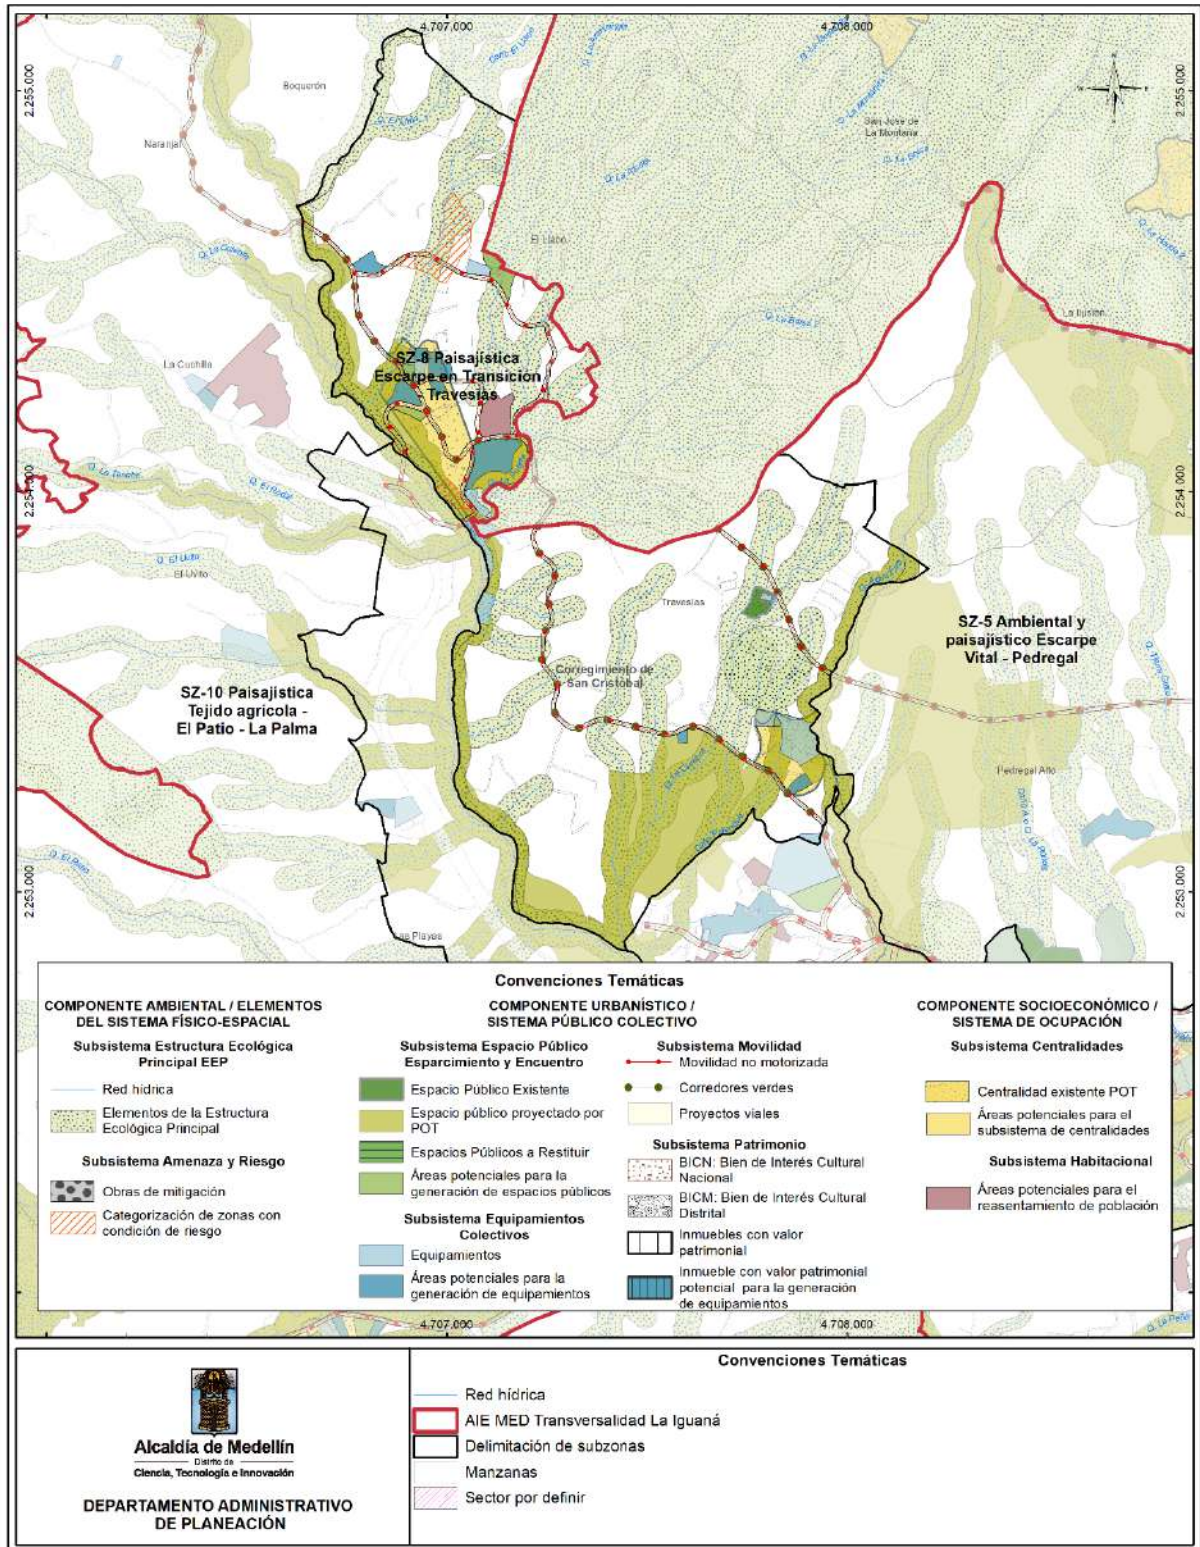 4.707.000
4.708.000
2.255.000
2.255.000
Boquerón
Naranjal
San José de
La Montaña
El Llano
Q. La Cuchilla
La Ilusión
La Cuchilla
SZ-8 Paisajística
Escarpe en Transición
- Travesías
2.254.000
2.254.000
Q. El Uvito
El Uvito
Travesías
SZ-5 Ambiental y
paisajístico Escarpe
Vital - Pedregal
Corregimiento de
San Cristóbal
SZ-10 Paisajística
Tejido agrícola -
El Patio - La Palma
Pedregal Alto
2.253.000
2.253.000
Las Playas
Convenciones Temáticas
COMPONENTE AMBIENTAL / ELEMENTOS
DEL SISTEMA FÍSICO-ESPACIAL
Subsistema Estructura Ecológica
Principal EEP
Red hídrica
Elementos de la Estructura
Ecológica Principal
Subsistema Amenaza y Riesgo
Obras de mitigación
Categorización de zonas con
condición de riesgo
COMPONENTE URBANÍSTICO /
SISTEMA PÚBLICO COLECTIVO
Subsistema Espacio Público
Esparcimiento y Encuentro
Espacio Público Existente
Espacio público proyectado por
POT
Espacios Públicos a Restituir
Áreas potenciales para la
generación de espacios públicos
Subsistema Equipamientos
Colectivos
Equipamientos
Áreas potenciales para la
generación de equipamientos
Subsistema Movilidad
Movilidad no motorizada
Corredores verdes
Proyectos viales
Subsistema Patrimonio
BICN: Bien de Interés Cultural
Nacional
BICM: Bien de Interés Cultural
Distrital
Inmuebles con valor
patrimonial
Inmueble con valor patrimonial
potencial para la generación
de equipamientos
COMPONENTE SOCIOECONÓMICO /
SISTEMA DE OCUPACIÓN
Subsistema Centralidades
Centralidad existente POT
Áreas potenciales para el
subsistema de centralidades
Subsistema Habitacional
Áreas potenciales para el
reasentamiento de población
4.707.000
4.708.000
Alcaldía de Medellín
Distrito de
Ciencia, Tecnología e Innovación
DEPARTAMENTO ADMINISTRATIVO
DE PLANEACIÓN
Convenciones Temáticas
Red hídrica
AIE MED Transversalidad La Iguaná
Delimitación de subzonas
Manzanas
Sector por definir